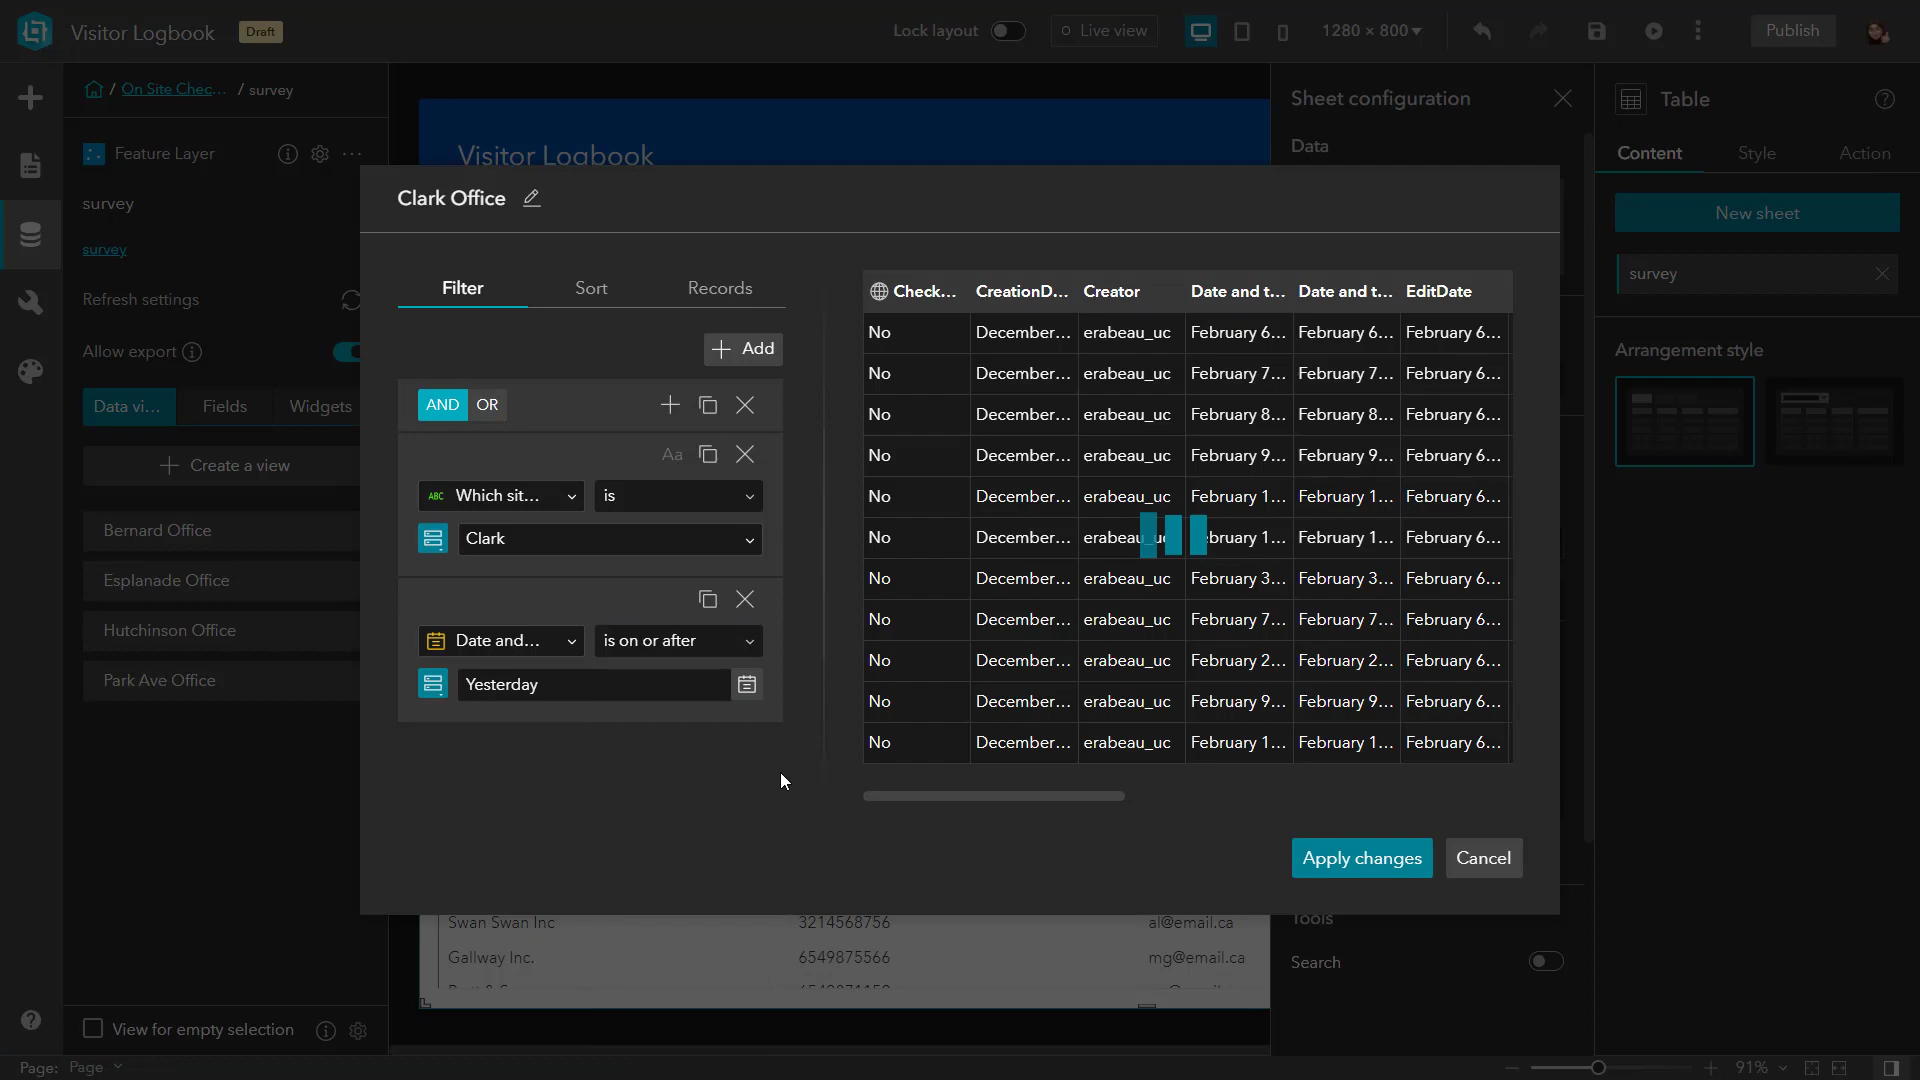 Visitor Logbook
Draft
Lock layout
Live view
1280 × 800
Publish
On Site Chec... / survey
Feature Layer
survey
survey
Refresh settings
Allow export
Data vi...
Fields
Widgets
Create a view
Bernard Office
Esplanade Office
Hutchinson Office
Park Ave Office
View for empty selection
Page: Page
Visitor Logbook
Clark Office
Filter
Sort
Records
Add
AND OR
Aa
ABC Which sit...
is
Clark
Date and...
is on or after
Yesterday
Check... CreationD... Creator Date and t... Date and t... EditDate
No December... erabeau_uc February 6... February 6... February 6...
No December... erabeau_uc February 7... February 7... February 6...
No December... erabeau_uc February 8... February 8... February 6...
No December... erabeau_uc February 9... February 9... February 6...
No December... erabeau_uc February 1... February 1... February 6...
No December... February 1... February 6...
No December... erabeau_uc February 3... February 3... February 6...
No December... erabeau_uc February 7... February 7... February 6...
No December... erabeau_uc February 2... February 2... February 6...
No December... erabeau_uc February 9... February 9... February 6...
No December... erabeau_uc February 1... February 1... February 6...
Apply changes
Cancel
Swan Swan Inc 3214568756 al@email.ca
Gallway Inc. 6549875566 mg@email.ca
Sheet configuration
Data
Tools
Search
Table
Content
Style
Action
New sheet
survey
Arrangement style
91%